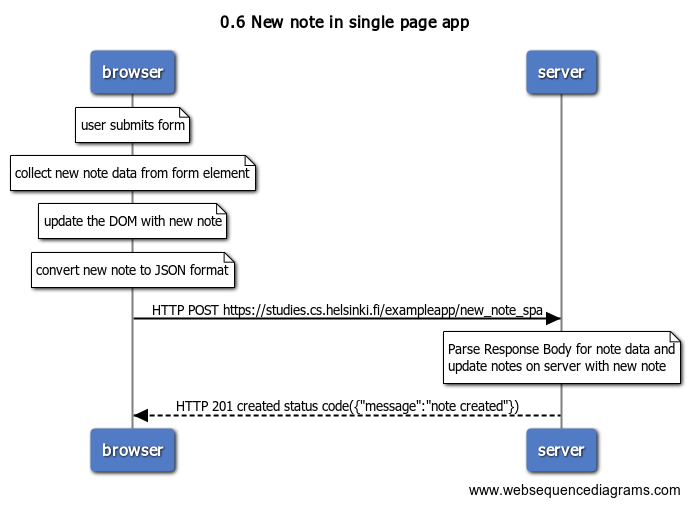 0.6 New note in single page app
browser
server
user submits form
collect new note data from form element
update the DOM with new note
convert new note to JSON format
HTTP POST https://studies.cs.helsinki.fi/exampleapp/new_note_spa
Parse Response Body for note data and
update notes on server with new note
HTTP 201 created status code({"message":"note created"})
browser
server
www.websequencediagrams.com